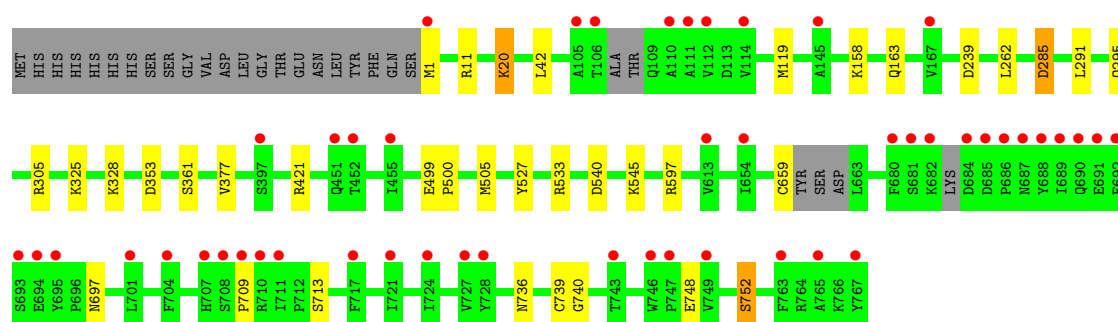 MET HIS HIS HIS HIS HIS HIS SER SER GLY VAL ASP LEU GLY THR GLU ASN LEU TYR PHE GLN SER M1 R11 K20 L42 A105 T106 ALA THR Q109 A110 A111 V112 D113 V114 M119 A145 K158 Q163 V167 D239 L262 D285 L291
R305 K325 K328 D353 S361 V377 S397 R421 Q451 T452 I455 E499 P500 M505 Y527 R533 D540 K545 R597 V613 I654 G659 TYR SER ASP L663 F680 S681 K682 LYS D684 D685 P686 N687 Y688 I689 Q690 E691
S693 E694 Y695 P696 N697 L701 F704 H707 S708 P709 R710 I711 P712 S713 F717 I721 I724 V727 Y728 N736 C739 G740 T743 W746 P747 E748 V749 S752 F763 R764 A765 K766 Y767